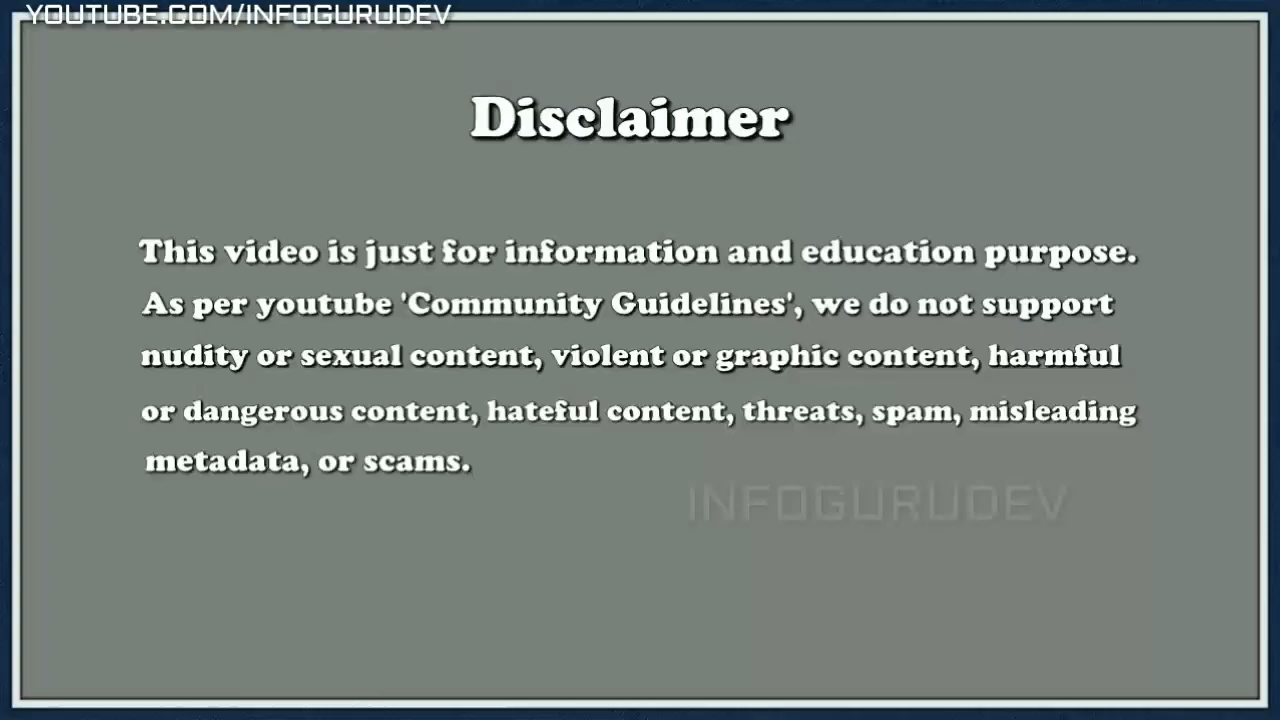 YOUTUBE.COM/INFOGURUDEV
Disclaimer
This video is just for information and education purpose.
As per youtube 'Community Guidelines', we do not support
nudity or sexual content, violent or graphic content, harmful
or dangerous content, hateful content, threats, spam, misleading
metadata, or scams.
INFOGURUDEV